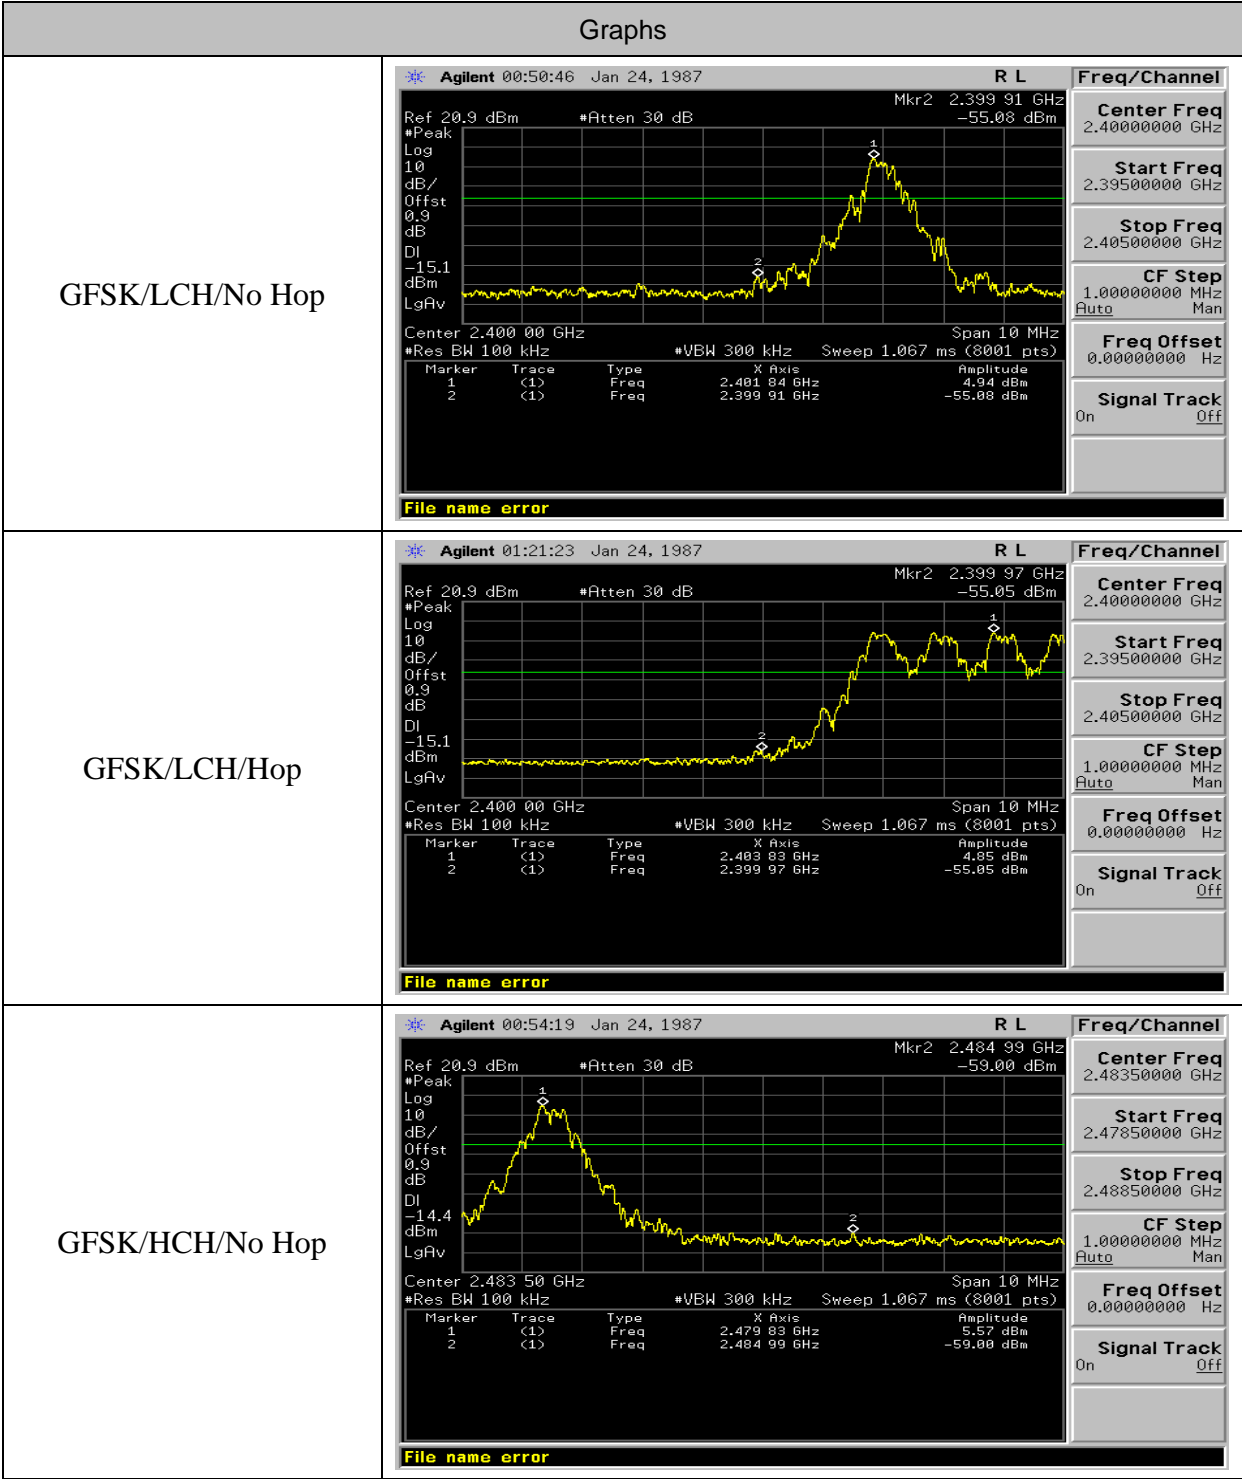 Graphs
GFSK/LCH/No Hop
Agilent 00:50:46 Jan 24, 1987 R L Freq/Channel
Mkr2 2.399 91 GHz
Ref 20.9 dBm #Atten 30 dB -55.08 dBm
#Peak
Log
10
dB/
Offst
0.9
dB
DI
-15.1
dBm
LgAv
1
2
Center 2.400 00 GHz Span 10 MHz
#Res BW 100 kHz #VBW 300 kHz Sweep 1.067 ms (8001 pts)
Marker Trace Type X Axis Amplitude
1 (1) Freq 2.401 84 GHz 4.94 dBm
2 (1) Freq 2.399 91 GHz -55.08 dBm
File name error
Center Freq
2.40000000 GHz
Start Freq
2.39500000 GHz
Stop Freq
2.40500000 GHz
CF Step
1.00000000 MHz
Auto Man
Freq Offset
0.00000000 Hz
Signal Track
On Off
GFSK/LCH/Hop
Agilent 01:21:23 Jan 24, 1987 R L Freq/Channel
Mkr2 2.399 97 GHz
Ref 20.9 dBm #Atten 30 dB -55.05 dBm
#Peak
Log
10
dB/
Offst
0.9
dB
DI
-15.1
dBm
LgAv
1
2
Center 2.400 00 GHz Span 10 MHz
#Res BW 100 kHz #VBW 300 kHz Sweep 1.067 ms (8001 pts)
Marker Trace Type X Axis Amplitude
1 (1) Freq 2.403 83 GHz 4.85 dBm
2 (1) Freq 2.399 97 GHz -55.05 dBm
File name error
Center Freq
2.40000000 GHz
Start Freq
2.39500000 GHz
Stop Freq
2.40500000 GHz
CF Step
1.00000000 MHz
Auto Man
Freq Offset
0.00000000 Hz
Signal Track
On Off
GFSK/HCH/No Hop
Agilent 00:54:19 Jan 24, 1987 R L Freq/Channel
Mkr2 2.484 99 GHz
Ref 20.9 dBm #Atten 30 dB -59.00 dBm
#Peak
Log
10
dB/
Offst
0.9
dB
DI
-14.4
dBm
LgAv
1
2
Center 2.483 50 GHz Span 10 MHz
#Res BW 100 kHz #VBW 300 kHz Sweep 1.067 ms (8001 pts)
Marker Trace Type X Axis Amplitude
1 (1) Freq 2.479 83 GHz 5.57 dBm
2 (1) Freq 2.484 99 GHz -59.00 dBm
File name error
Center Freq
2.48350000 GHz
Start Freq
2.47850000 GHz
Stop Freq
2.48850000 GHz
CF Step
1.00000000 MHz
Auto Man
Freq Offset
0.00000000 Hz
Signal Track
On Off